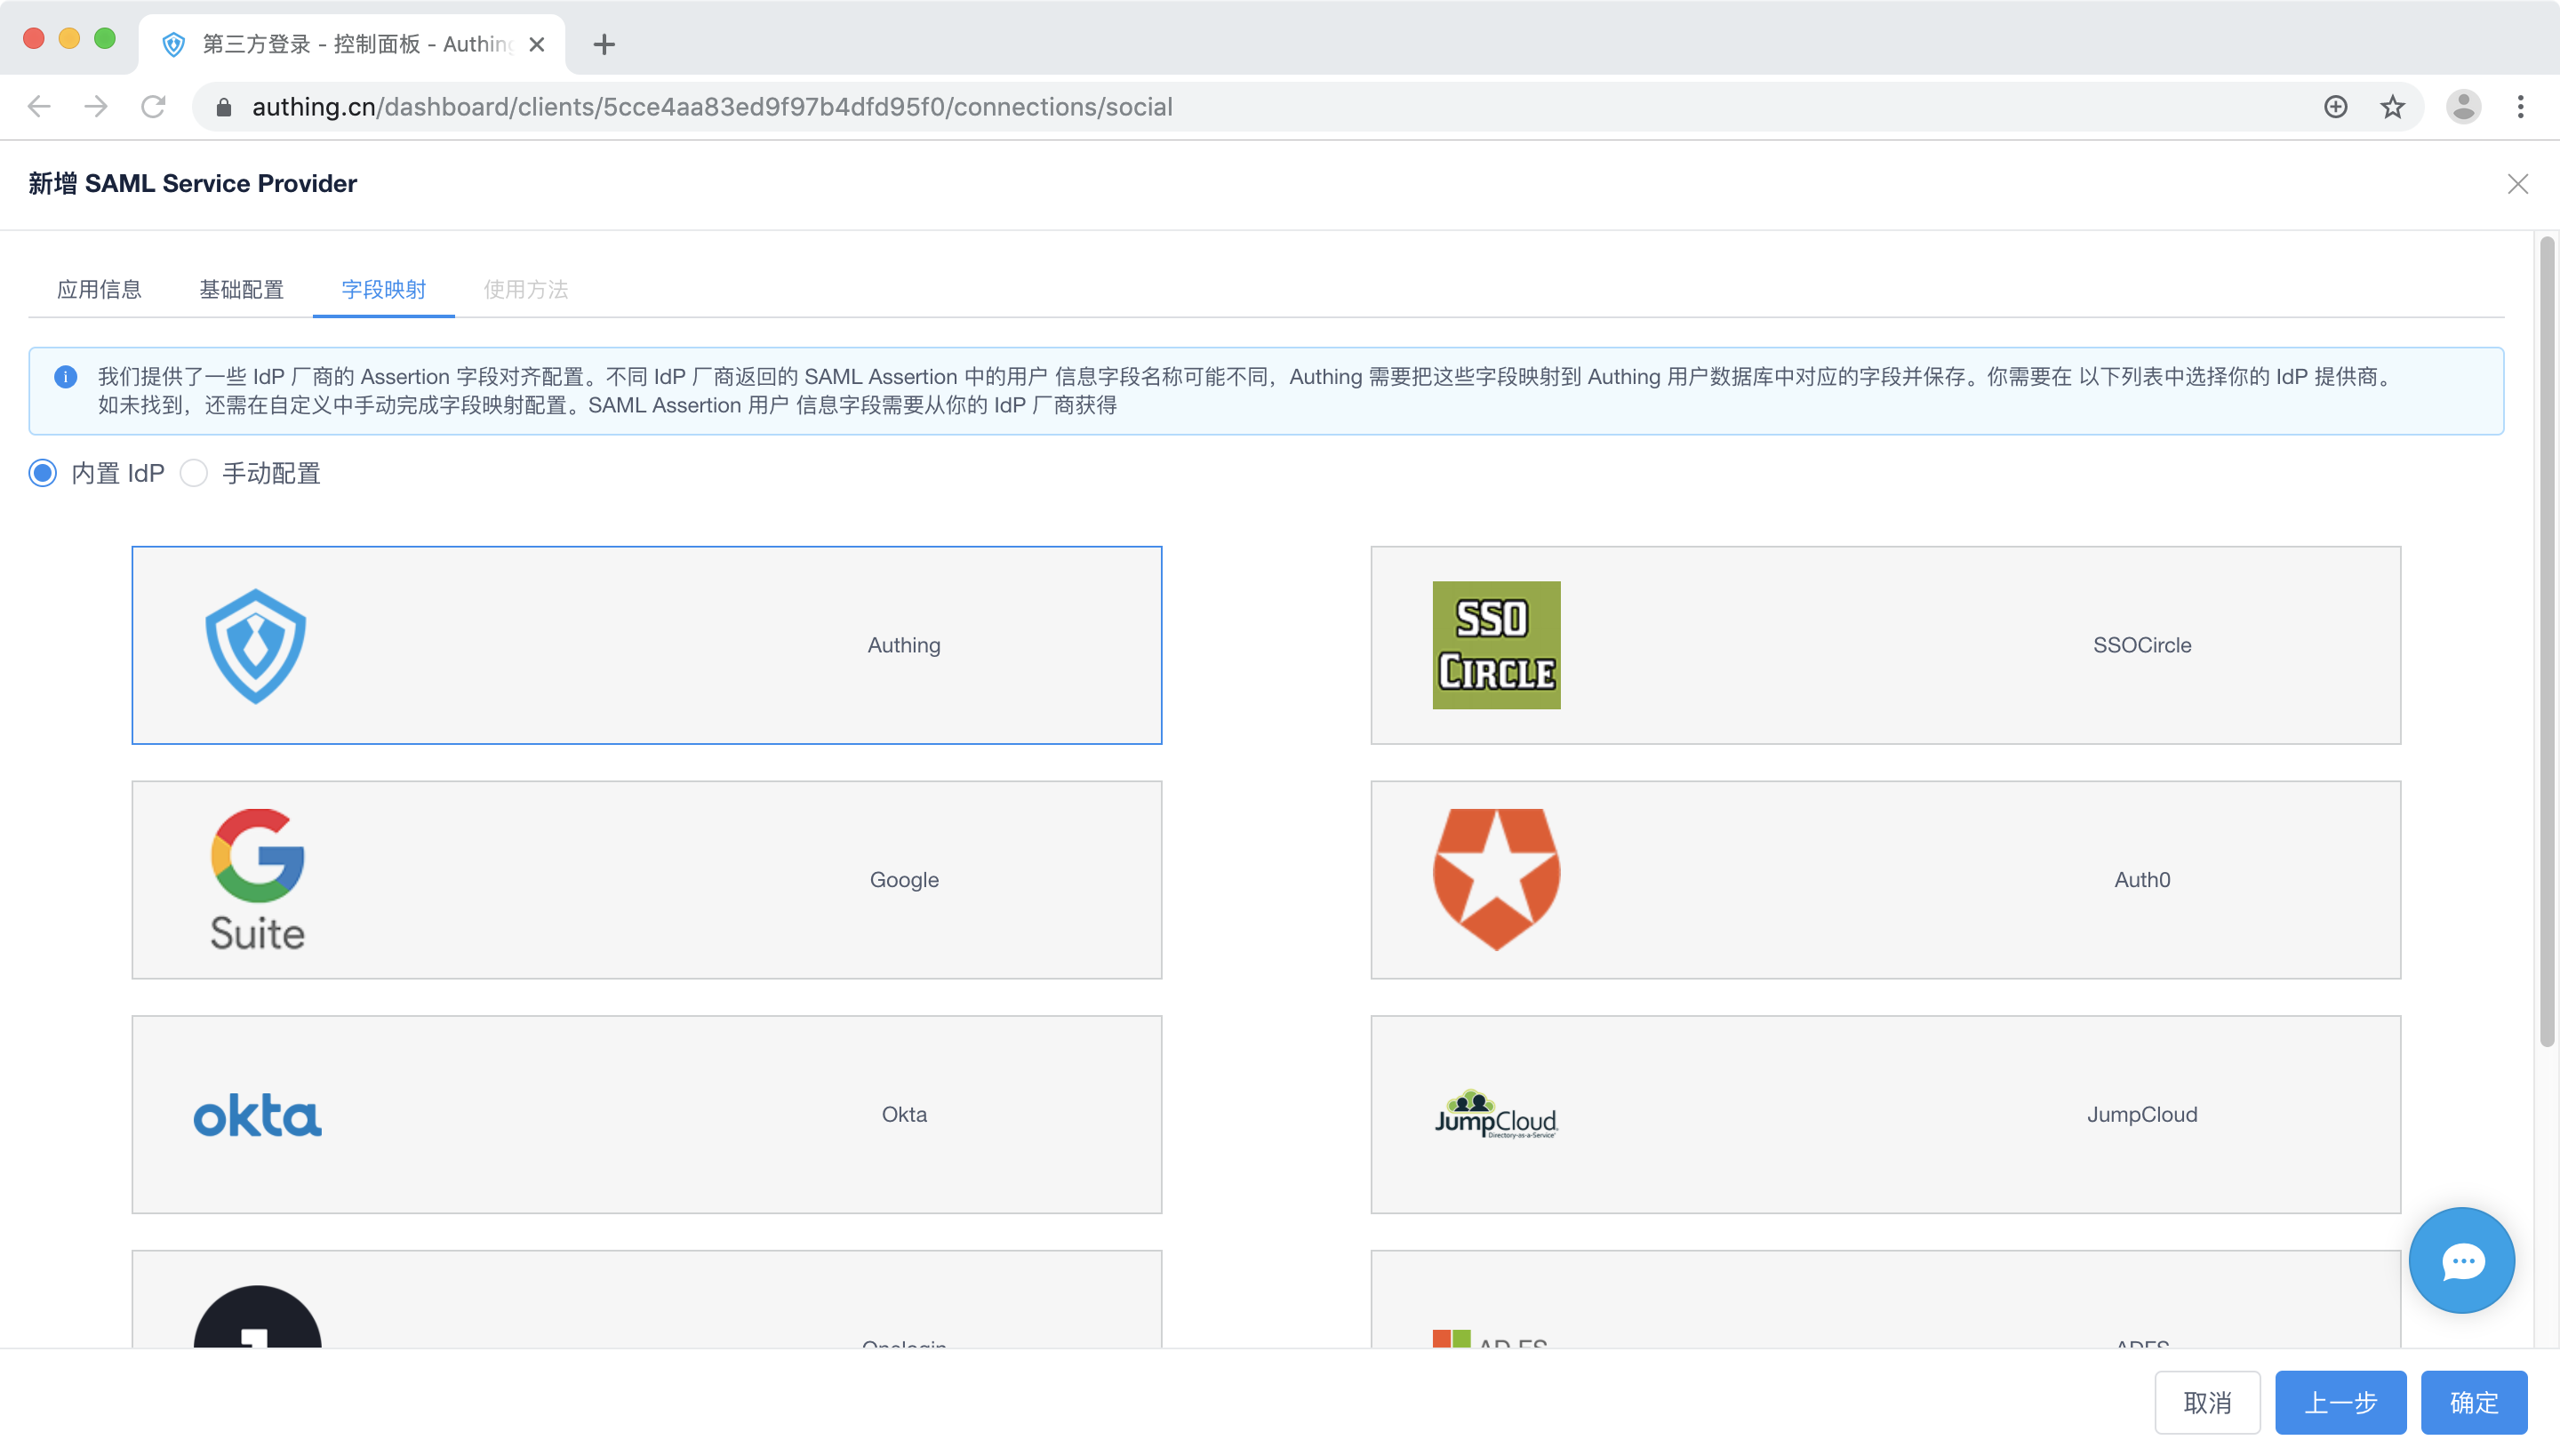 第三方登录 - 控制面板 - Authing
authing.cn/dashboard/clients/5cce4aa83ed9f97b4dfd95f0/connections/social
新增 SAML Service Provider
应用信息 基础配置 字段映射 使用方法
我们提供了一些 IdP 厂商的 Assertion 字段对齐配置。不同 IdP 厂商返回的 SAML Assertion 中的用户 信息字段名称可能不同，Authing 需要把这些字段映射到 Authing 用户数据库中对应的字段并保存。你需要在 以下列表中选择你的 IdP 提供商。
如未找到，还需在自定义中手动完成字段映射配置。SAML Assertion 用户 信息字段需要从你的 IdP 厂商获得
内置 IdP 手动配置
Authing
SSO
CIRCLE
SSOCircle
G Suite
Google
Auth0
okta
Okta
JumpCloud
Directory-as-a-Service
JumpCloud
Onelogin
AD FS
ADFS
取消 上一步 确定